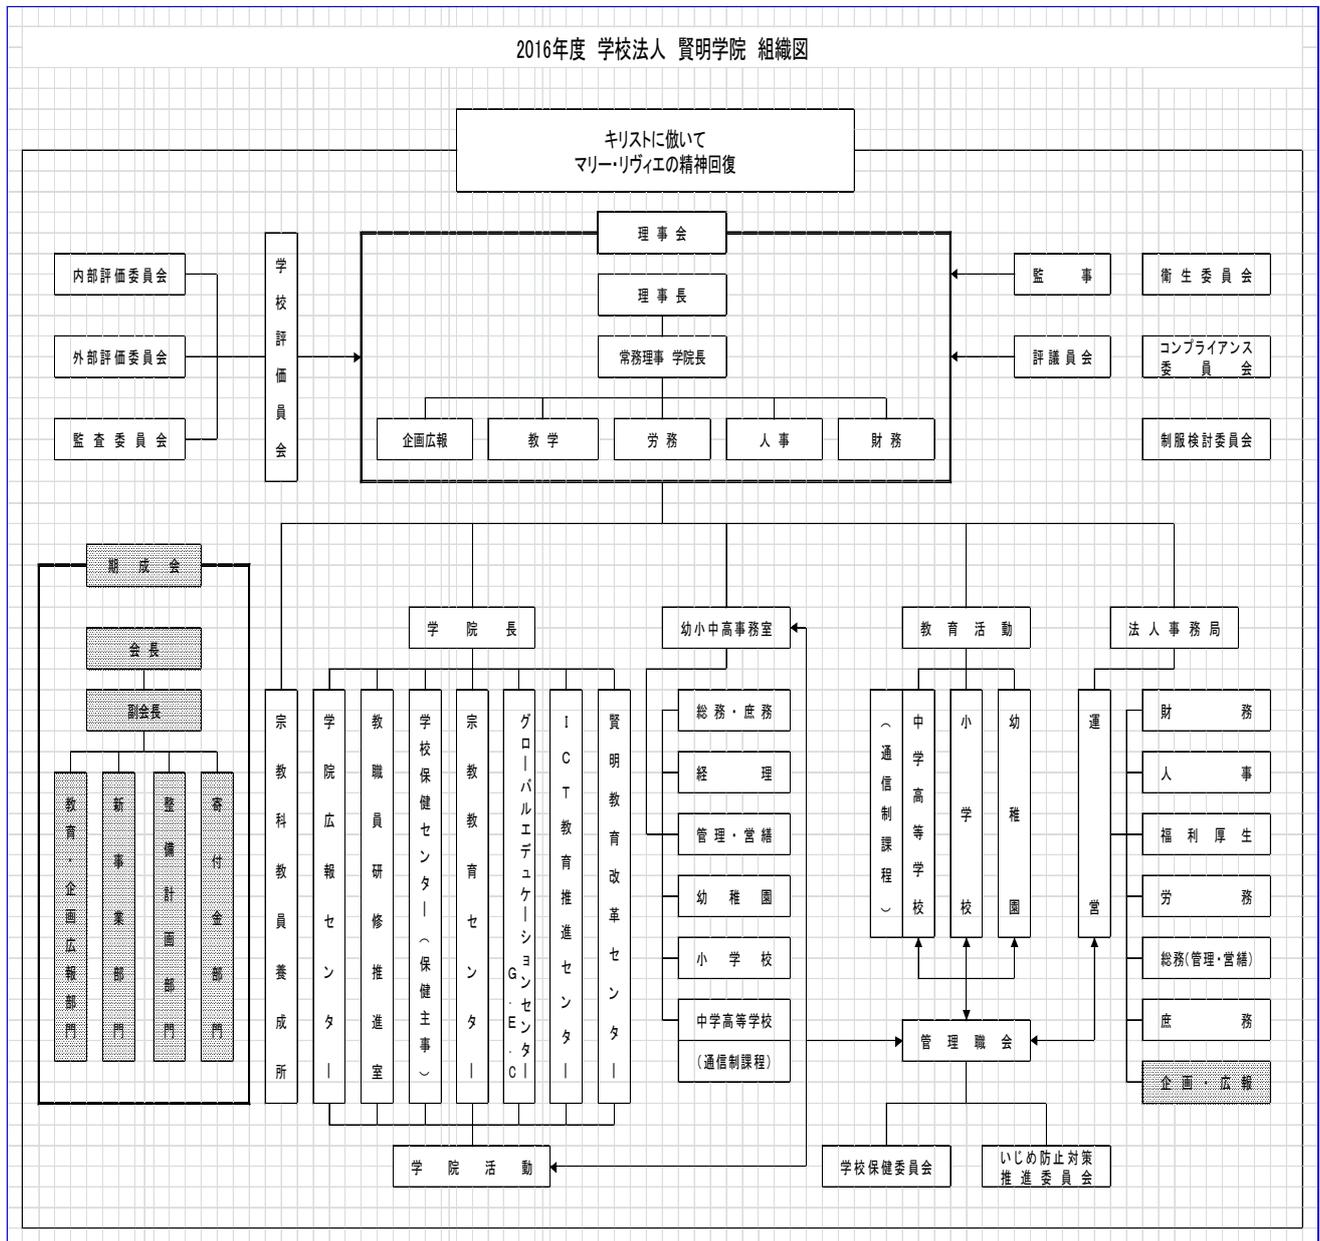 2016年度 学校法人 賢明学院 組織図
キリストに倣いて
マリー・リヴィエの精神回復
理事会
内部評価委員会
外部評価委員会
監査委員会
学校評価員会
理事長
常務理事 学院長
企画広報
教学
労務
人事
財務
監事
評議員会
衛生委員会
コンプライアンス
委員会
制服検討委員会
期成会
会長
副会長
教育・企画広報部門
新事業部門
整備計画部門
寄付金部門
学院長
幼小中高事務室
教育活動
法人事務局
宗教科教員養成所
学院広報センター
教職員研修推進室
学校保健センター(保健主事)
宗教教育センター
グローバルエデュケーションセンター
G.E.C
ICT教育推進センター
賢明教育改革センター
総務・庶務
経理
管理・営繕
幼稚園
小学校
中学高等学校
(通信制課程)
中学高等学校
(通信制課程)
小学校
幼稚園
運営
財務
人事
福利厚生
労務
総務(管理・営繕)
庶務
企画・広報
管理職会
学院活動
学校保健委員会
いじめ防止対策
推進委員会